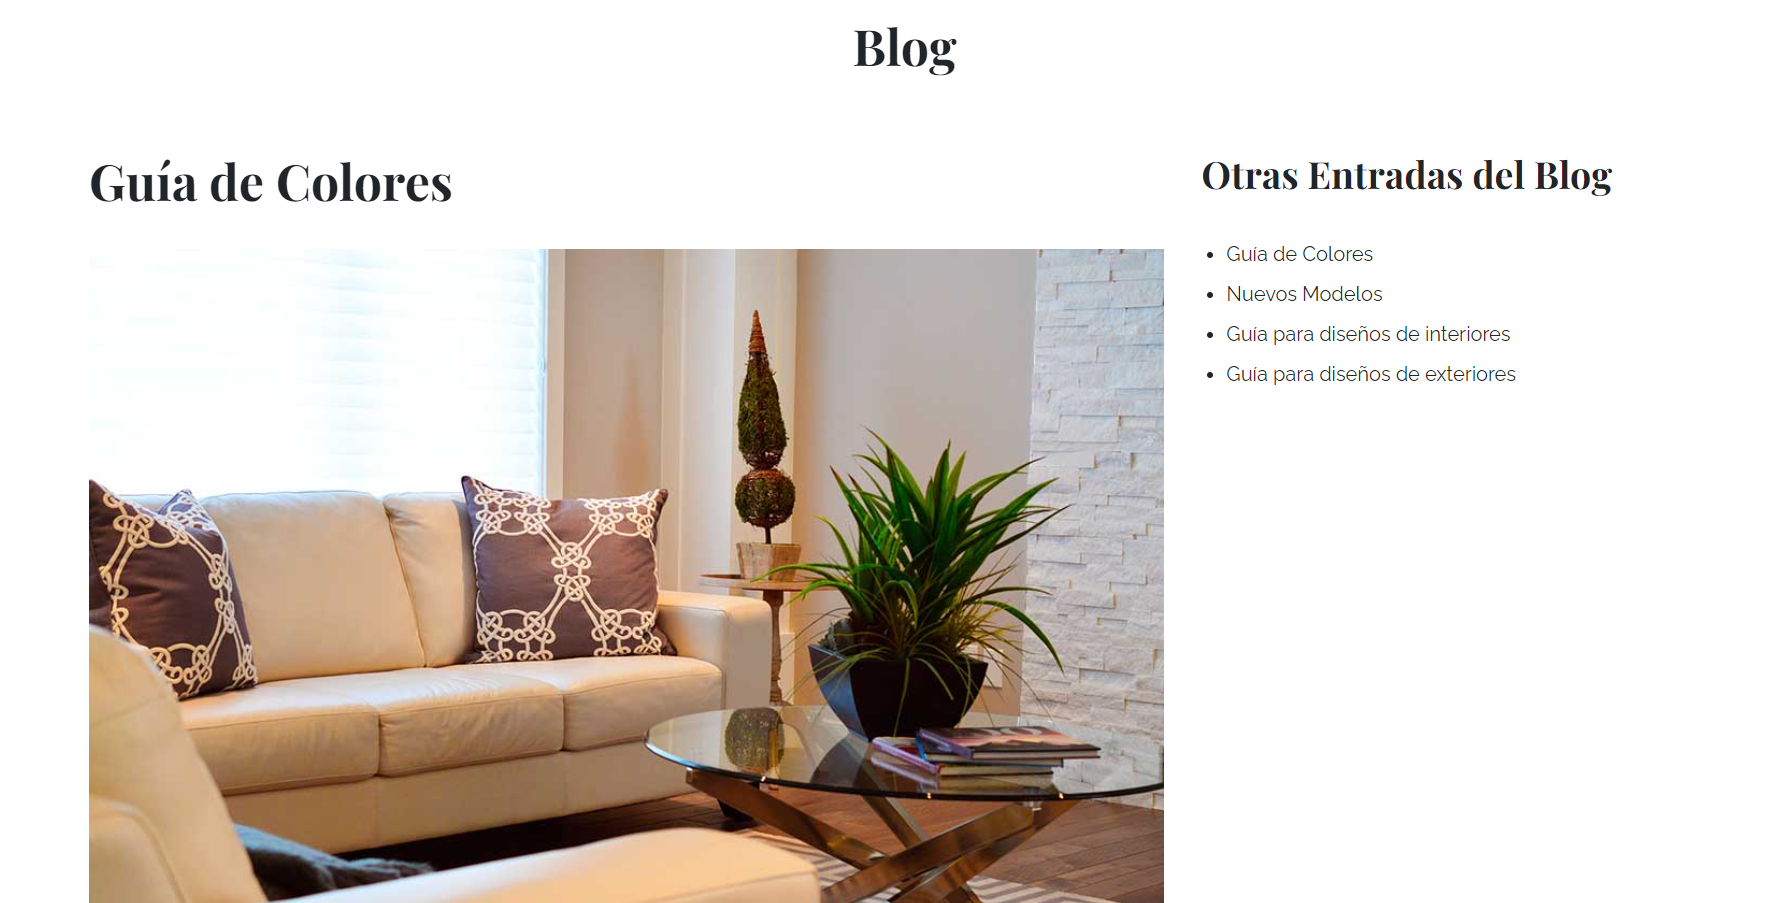 Blog
Guía de Colores
Otras Entradas del Blog
Guía de Colores
Nuevos Modelos
Guía para diseños de interiores
Guía para diseños de exteriores